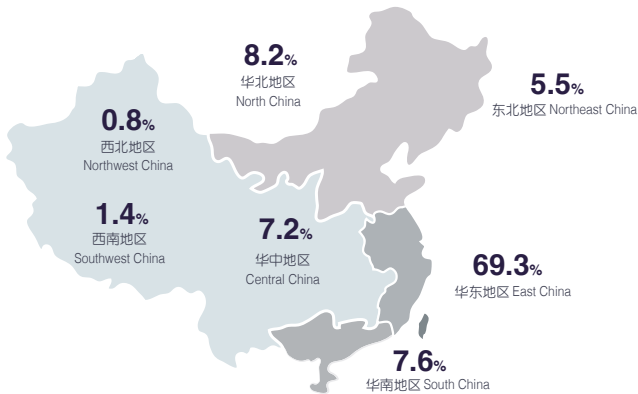 8.2%
华北地区
North China
5.5%
东北地区 Northeast China
0.8%
西北地区
Northwest China
1.4%
西南地区
Southwest China
7.2%
华中地区
Central China
69.3%
华东地区 East China
7.6%
华南地区 South China